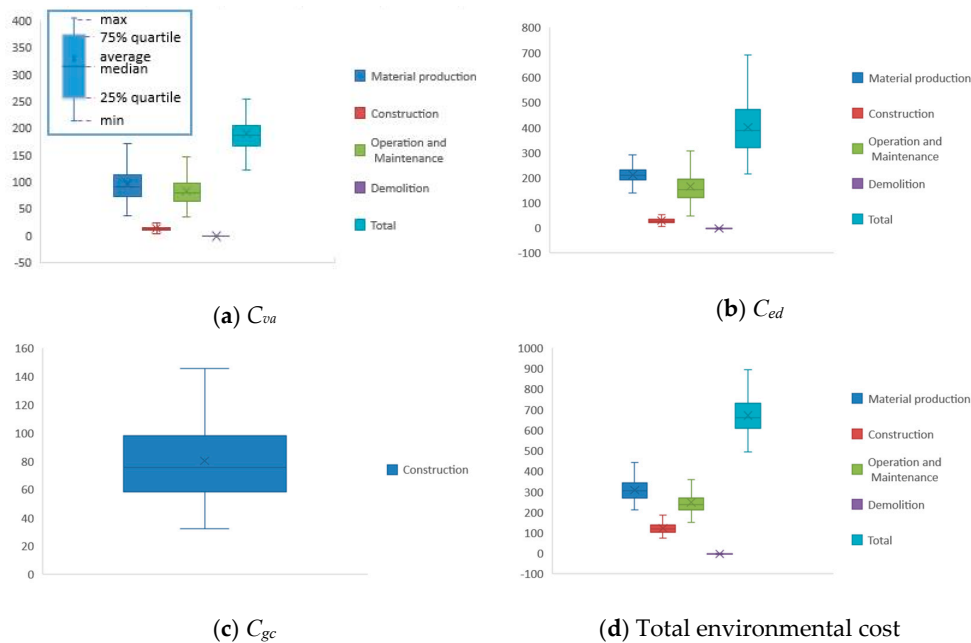 400
350
300
250
200
150
100
50
0
50
max
75% quartile
average
median
25% quartile
min
Material production
Construction
Operation and
Maintenance
Demolition
Total
(a) Cva
800
700
600
500
400
300
200
100
0
-100
Material production
Construction
Operation and
Maintenance
Demolition
Total
(b) Ced
160
140
120
100
80
60
40
20
0
Construction
(c) Cgc
1000
900
800
700
600
500
400
300
200
100
0
-100
Material production
Construction
Operation and
Maintenance
Demolition
Total
(d) Total environmental cost